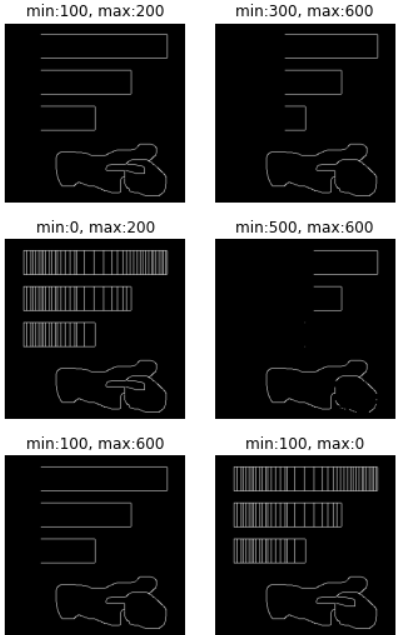 min:100, max:200
min:300, max:600
min:0, max:200
min:500, max:600
min:100, max:600
min:100, max:0